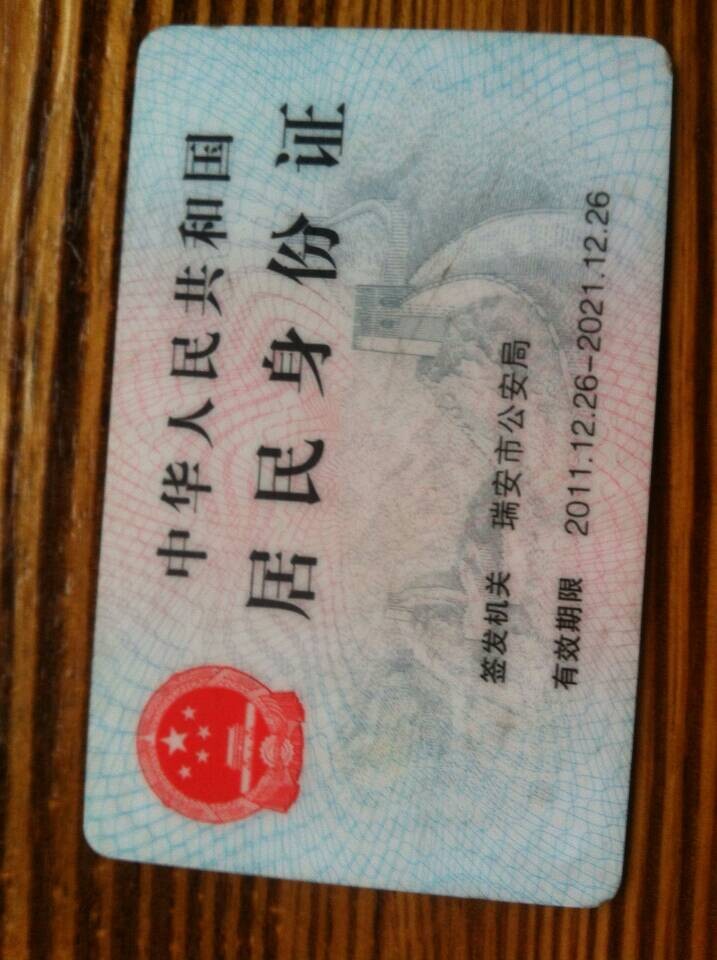 中华人民共和国
居民身份证
签发机关 瑞安市公安局
有效期限 2011.12.26-2021.12.26